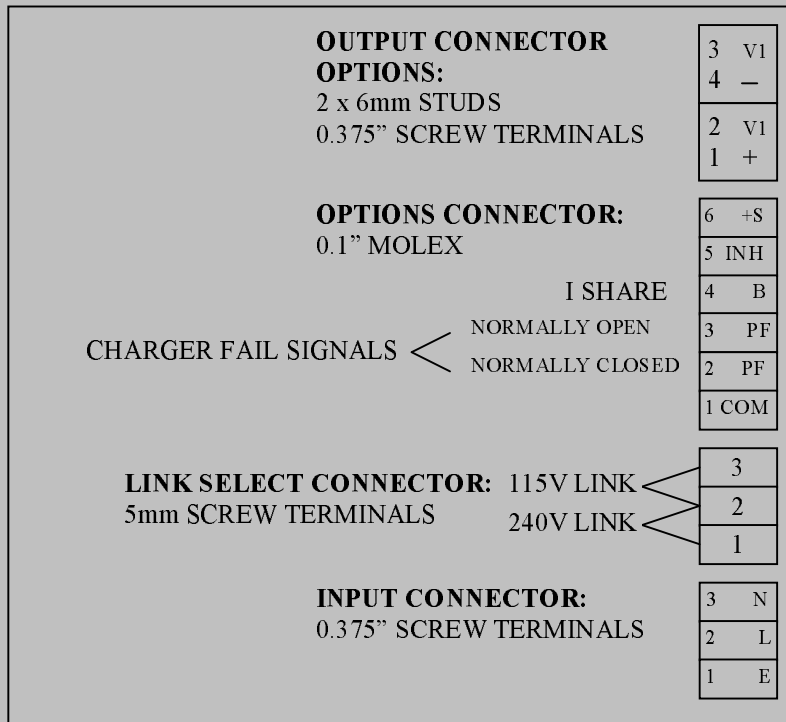 OUTPUT CONNECTOR
OPTIONS:
2 x 6mm STUDS
0.375” SCREW TERMINALS
3 V1
4 –
2 V1
1 +
OPTIONS CONNECTOR:
0.1” MOLEX
I SHARE
CHARGER FAIL SIGNALS
NORMALLY OPEN
NORMALLY CLOSED
6 +S
5 INH
4 B
3 PF
2 PF
1 COM
LINK SELECT CONNECTOR:
5mm SCREW TERMINALS
115V LINK
240V LINK
3
2
1
INPUT CONNECTOR:
0.375” SCREW TERMINALS
3 N
2 L
1 E